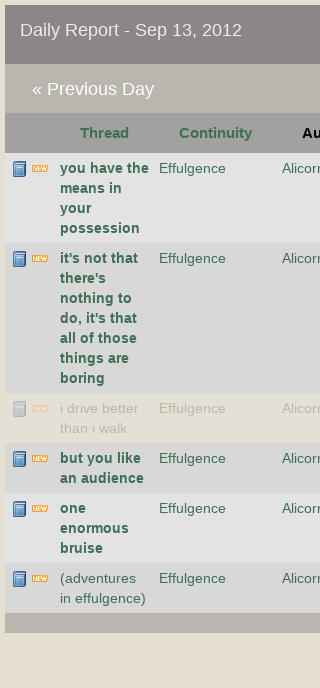 Daily Report - Sep 13, 2012
« Previous Day
Thread Continuity Au
NEW you have the Effulgence Alicorn
means in
your
possession
NEW it's not that Effulgence Alicorn
there's
nothing to
do, it's that
all of those
things are
boring
NEW i drive better Effulgence Alicorn
than i walk
NEW but you like Effulgence Alicorn
an audience
NEW one Effulgence Alicorn
enormous
bruise
NEW (adventures Effulgence Alicorn
in effulgence)